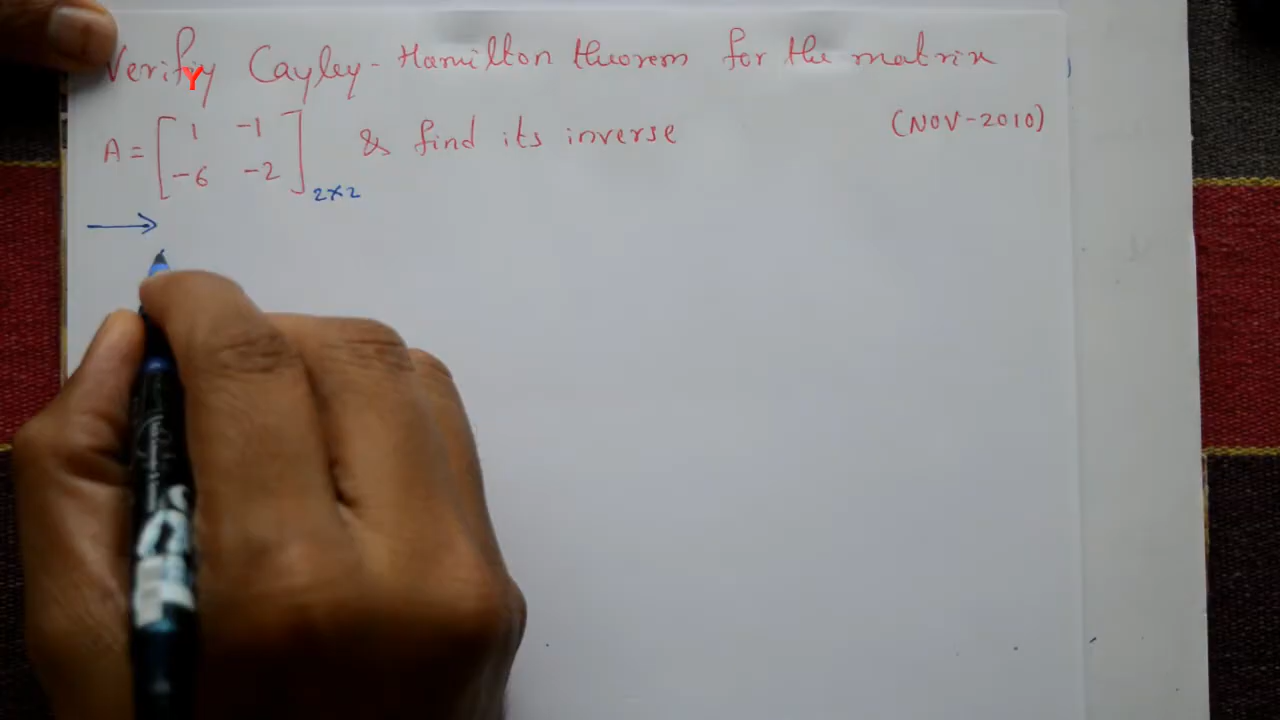 Verify Cayley-Hamilton theorem for the matrix
A = [ 1 -1
-6 -2 ] 2×2 & find its inverse (NOV-2010)
→